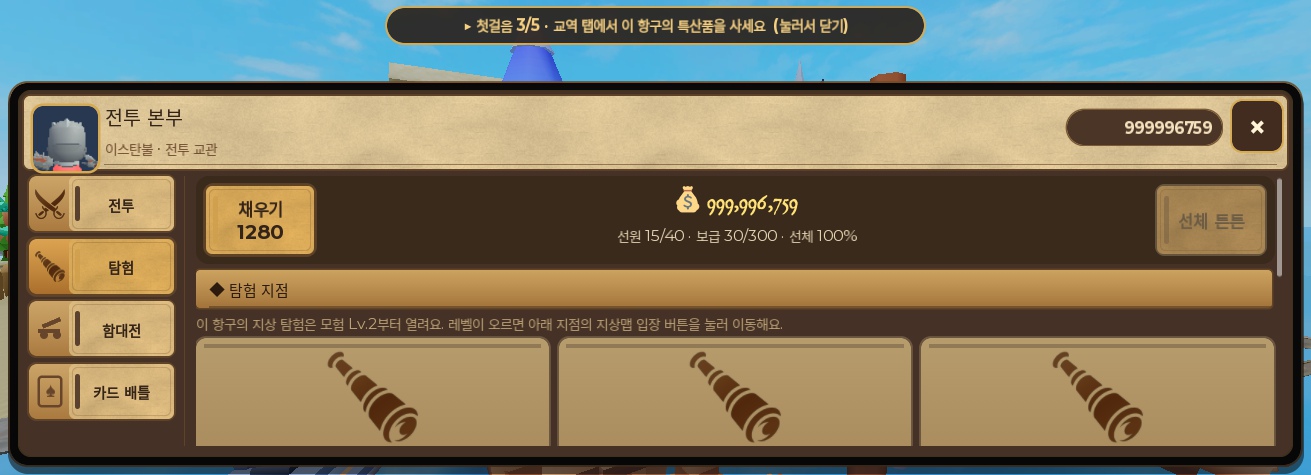 ▸ 첫걸음 3/5 · 교역 탭에서 이 항구의 특산품을 사세요 (눌러서 닫기)
전투 본부
이스탄불 · 전투 교관
999996759
×
전투
탐험
함대전
카드 배틀
채우기
1280
999,996,759
선원 15/40 · 보급 30/300 · 선체 100%
선체 튼튼
◆ 탐험 지점
이 항구의 지상 탐험은 모험 Lv.2부터 열려요. 레벨이 오르면 아래 지점의 지상맵 입장 버튼을 눌러 이동해요.